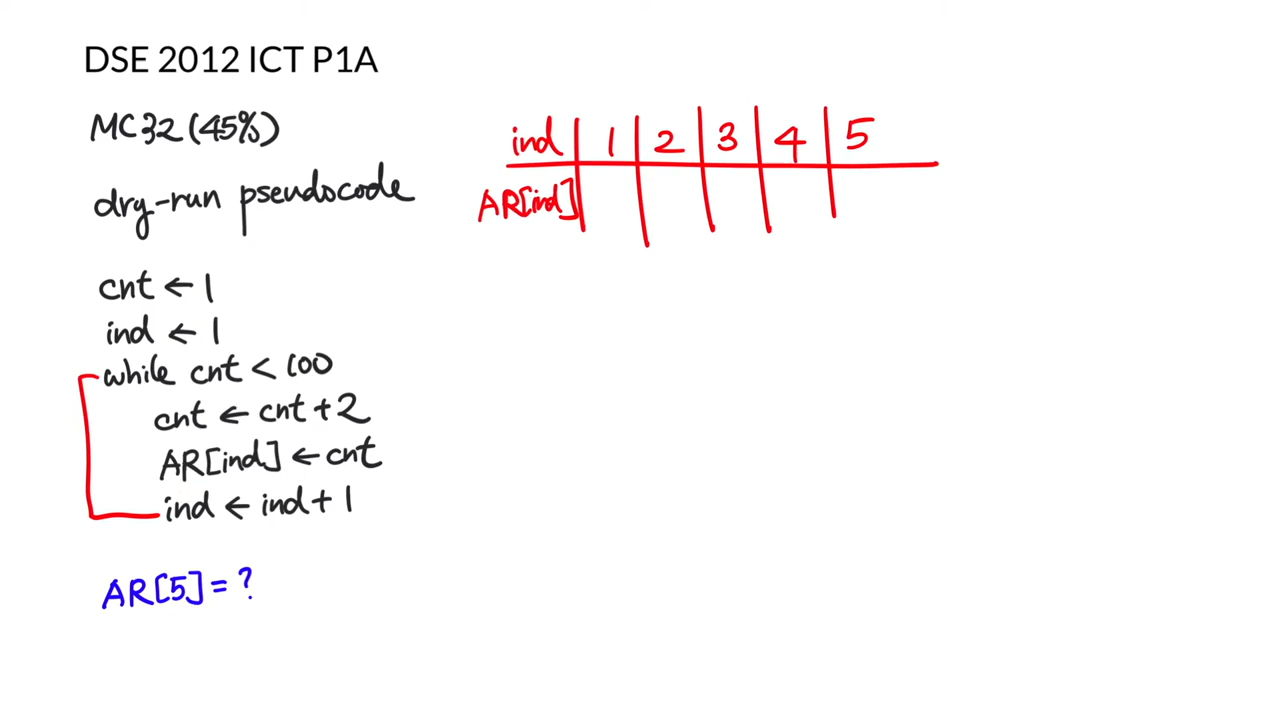 DSE 2012 ICT P1A
MC32 (45%)
dry-run pseudocode
cnt ← 1
ind ← 1
while cnt < 100
cnt ← cnt + 2
AR[ind] ← cnt
ind ← ind + 1
AR[5] = ?
ind 1 2 3 4 5
AR[ind]